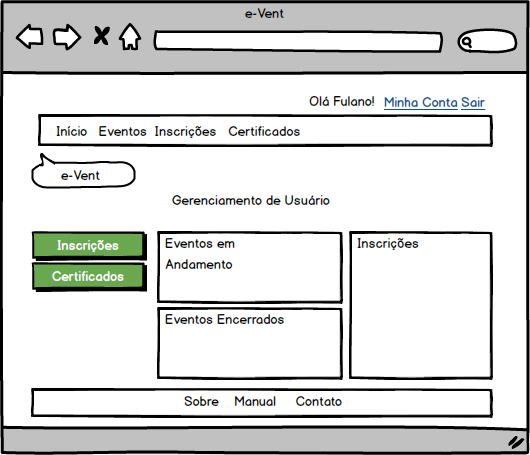 e-Vent
Olá Fulano! Minha Conta Sair
Início Eventos Inscrições Certificados
e-Vent
Gerenciamento de Usuário
Inscrições
Certificados
Eventos em
Andamento
Inscrições
Eventos Encerrados
Sobre Manual Contato